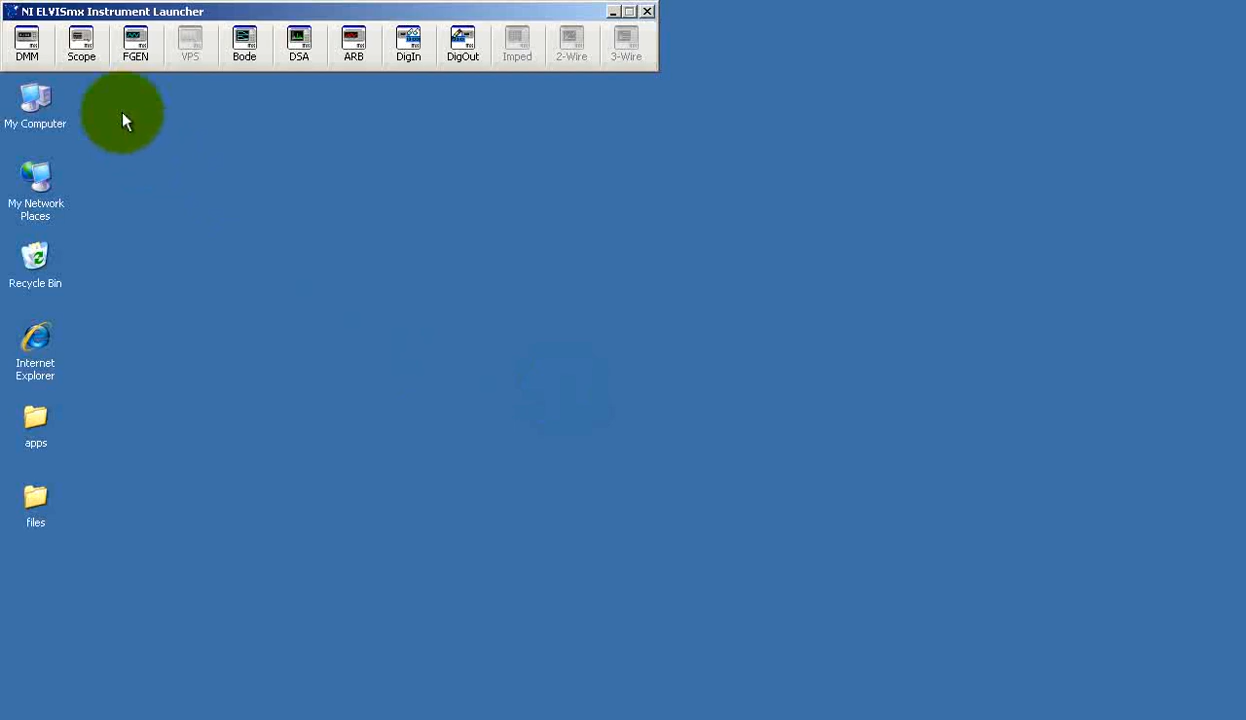 NI ELVISmx Instrument Launcher
DMM Scope FGEN VPS Bode DSA ARB DigIn DigOut Imped 2-Wire 3-Wire
My Computer
My Network
Places
Recycle Bin
Internet
Explorer
apps
files